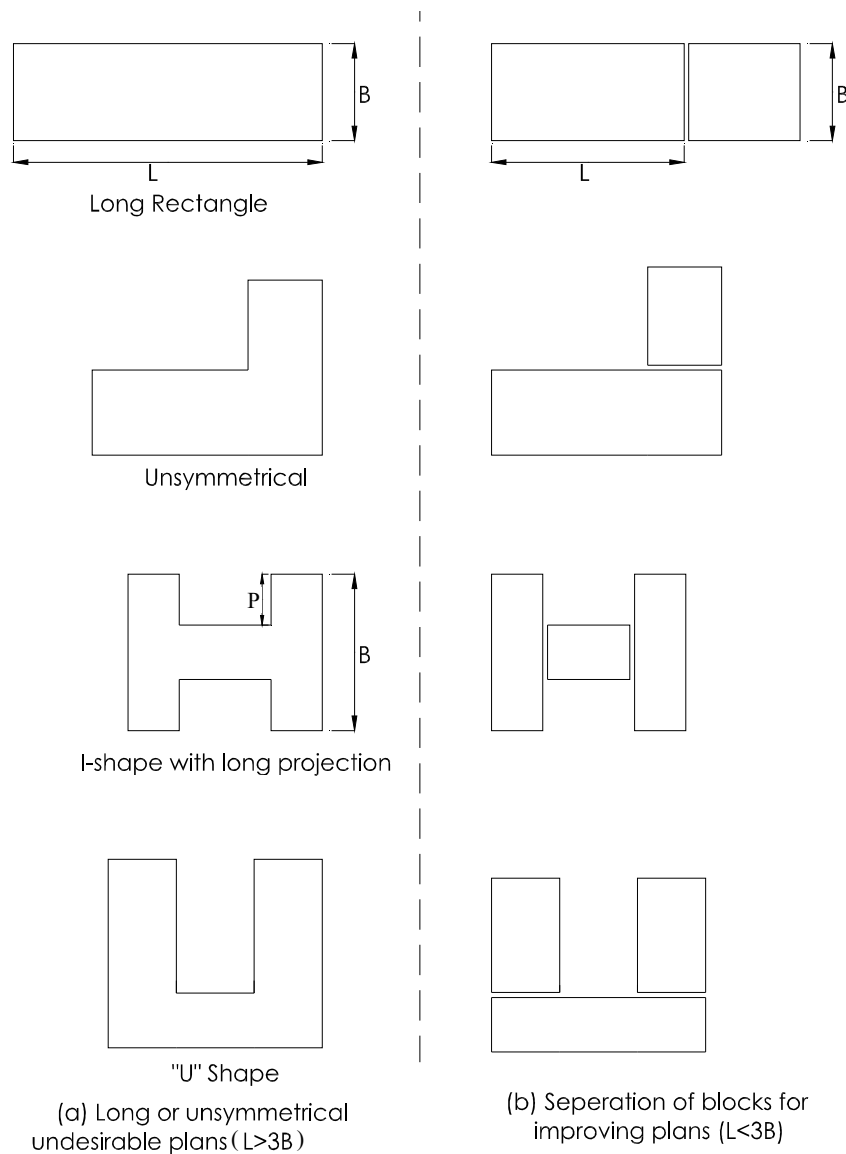 B
L
Long Rectangle
B
L
Unsymmetrical
P
B
I-shape with long projection
"U" Shape
(a) Long or unsymmetrical
undesirable plans(L>3B)
(b) Seperation of blocks for
improving plans (L<3B)